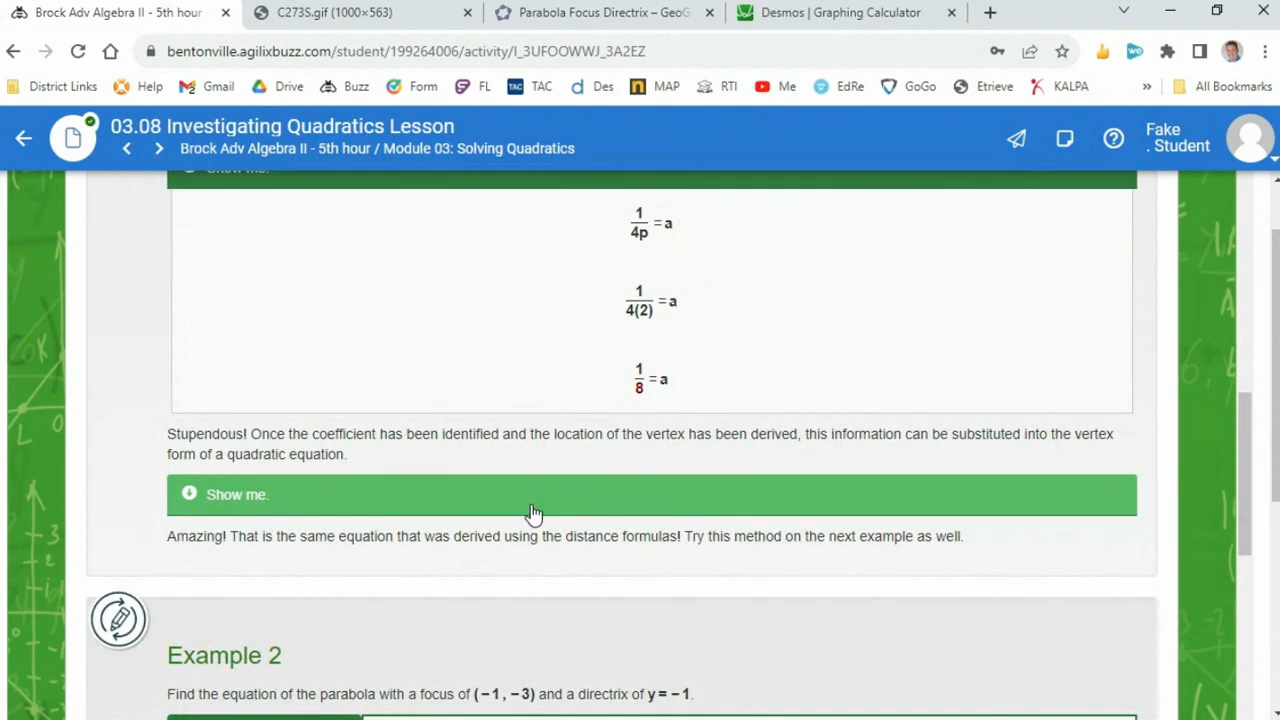 Brock Adv Algebra II - 5th hour
C273S.gif (1000×563)
Parabola Focus Directrix – GeoG
Desmos | Graphing Calculator
bentonville.agilixbuzz.com/student/199264006/activity/I_3UFOOWWJ_3A2EZ
District Links Help Gmail Drive Buzz Form FL TAC TAC Des MAP RTI Me EdRe GoGo Etrieve KALPA » All Bookmarks
03.08 Investigating Quadratics Lesson
Brock Adv Algebra II - 5th hour / Module 03: Solving Quadratics
Fake
. Student
Show me.
1
4p = a
1
4(2) = a
1
8 = a
Stupendous! Once the coefficient has been identified and the location of the vertex has been derived, this information can be substituted into the vertex
form of a quadratic equation.
Show me.
Amazing! That is the same equation that was derived using the distance formulas! Try this method on the next example as well.
Example 2
Find the equation of the parabola with a focus of (−1, −3) and a directrix of y = −1.